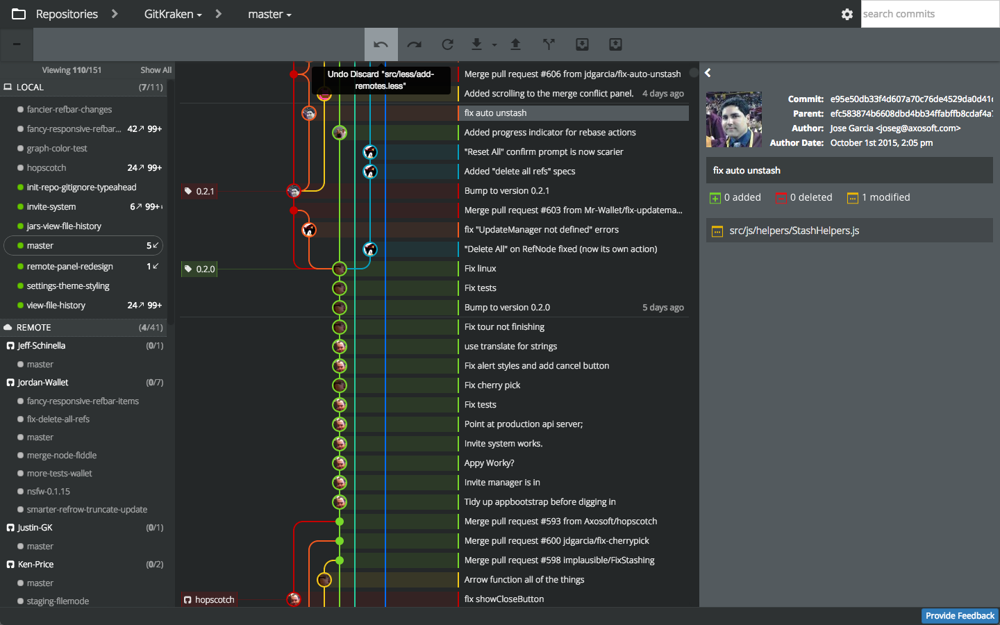 Repositories
GitKraken
master
search commits
Viewing 110/151
Show All
LOCAL
(7/11)
fancier-refbar-changes
fancy-responsive-refbar...
42↗ 99+
graph-color-test
hopscotch
24↗ 99+
init-repo-gitignore-typeahead
invite-system
6↗ 99+
jars-view-file-history
master
5↙
remote-panel-redesign
1↙
settings-theme-styling
view-file-history
24↗ 99+
REMOTE
(4/41)
Jeff-Schinella
(0/1)
master
Jordan-Wallet
(0/7)
fancy-responsive-refbar-items
fix-delete-all-refs
master
merge-node-fiddle
more-tests-wallet
nsfw-0.1.15
smarter-refrow-truncate-update
Justin-GK
(0/1)
master
Ken-Price
(0/2)
master
staging-filemode
Undo Discard "src/less/add-
remotes.less"
0.2.1
0.2.0
hopscotch
Merge pull request #606 from jdgarcia/fix-auto-unstash
Added scrolling to the merge conflict panel.
4 days ago
fix auto unstash
Added progress indicator for rebase actions
"Reset All" confirm prompt is now scarier
Added "delete all refs" specs
Bump to version 0.2.1
Merge pull request #603 from Mr-Wallet/fix-updatema...
fix "UpdateManager not defined" errors
"Delete All" on RefNode fixed (now its own action)
Fix linux
Fix tests
Bump to version 0.2.0
5 days ago
Fix tour not finishing
use translate for strings
Fix alert styles and add cancel button
Fix cherry pick
Fix tests
Point at production api server;
Invite system works.
Appy Worky?
Invite manager is in
Tidy up appbootstrap before digging in
Merge pull request #593 from Axosoft/hopscotch
Merge pull request #600 jdgarcia/fix-cherrypick
Merge pull request #598 implausible/FixStashing
Arrow function all of the things
fix showCloseButton
Commit: e95e50db33f4d607a70c76de4529da0d41
Parent: efc583874b6608dbd4bb34ffabffb8cdaf4a
Author: Jose Garcia <joseg@axosoft.com>
Author Date: October 1st 2015, 2:05 pm
fix auto unstash
0 added
0 deleted
1 modified
src/js/helpers/StashHelpers.js
Provide Feedback